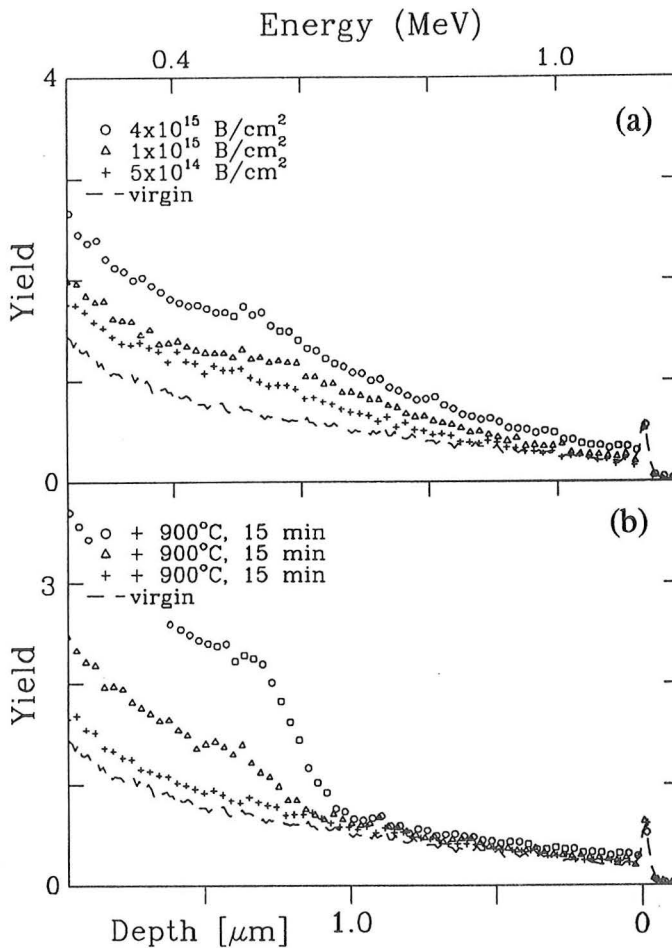 Energy (MeV)
0.4 1.0
4
(a)
○ 4x10¹⁵ B/cm²
△ 1x10¹⁵ B/cm²
+ 5x10¹⁴ B/cm²
— – virgin
Yield
0
(b)
○ + 900°C, 15 min
△ + 900°C, 15 min
+ + 900°C, 15 min
— – virgin
3
Yield
0
1.0 0
Depth [μm]